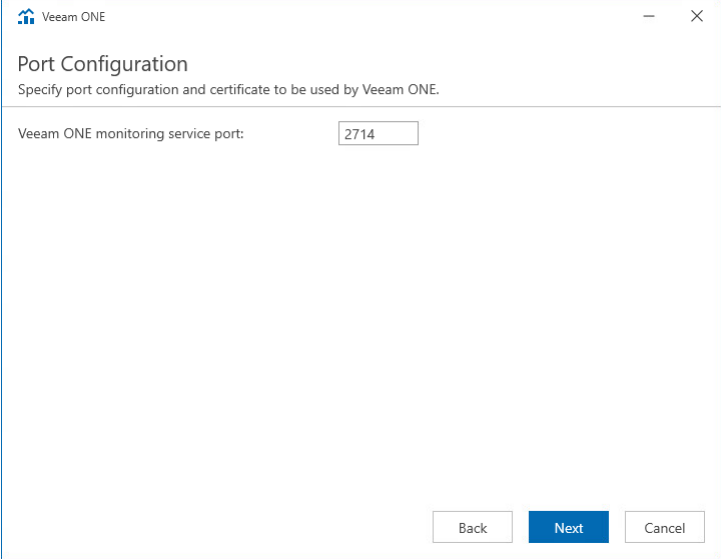 Veeam ONE
Port Configuration
Specify port configuration and certificate to be used by Veeam ONE.
Veeam ONE monitoring service port: 2714
Back Next Cancel